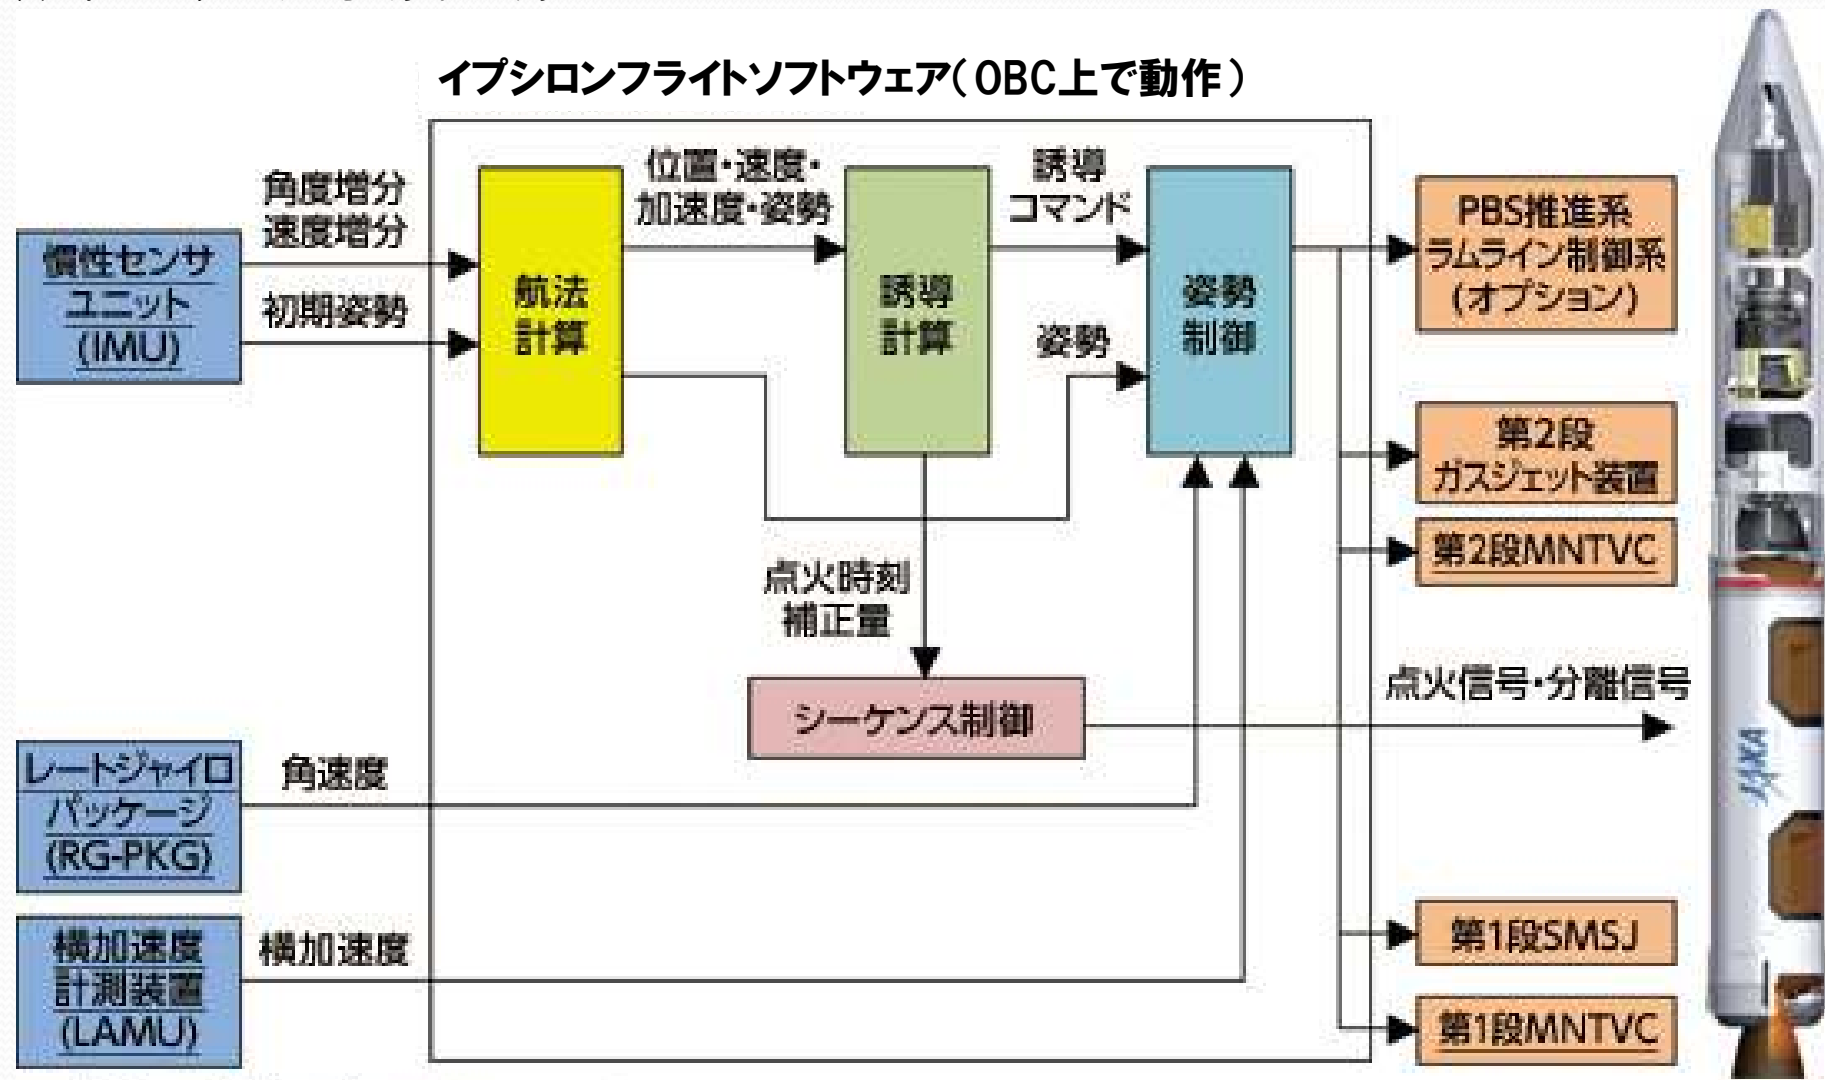 イプシロンフライトソフトウェア(OBC上で動作)
慣性センサ
ユニット
(IMU)
角度増分
速度増分
初期姿勢
航法
計算
位置・速度・
加速度・姿勢
誘導
計算
誘導
コマンド
姿勢
姿勢
制御
PBS推進系
ラムライン制御系
(オプション)
第2段
ガスジェット装置
第2段MNTVC
点火時刻
補正量
シーケンス制御
点火信号・分離信号
レートジャイロ
パッケージ
(RG-PKG)
角速度
横加速度
計測装置
(LAMU)
横加速度
第1段SMSJ
第1段MNTVC
JAXA